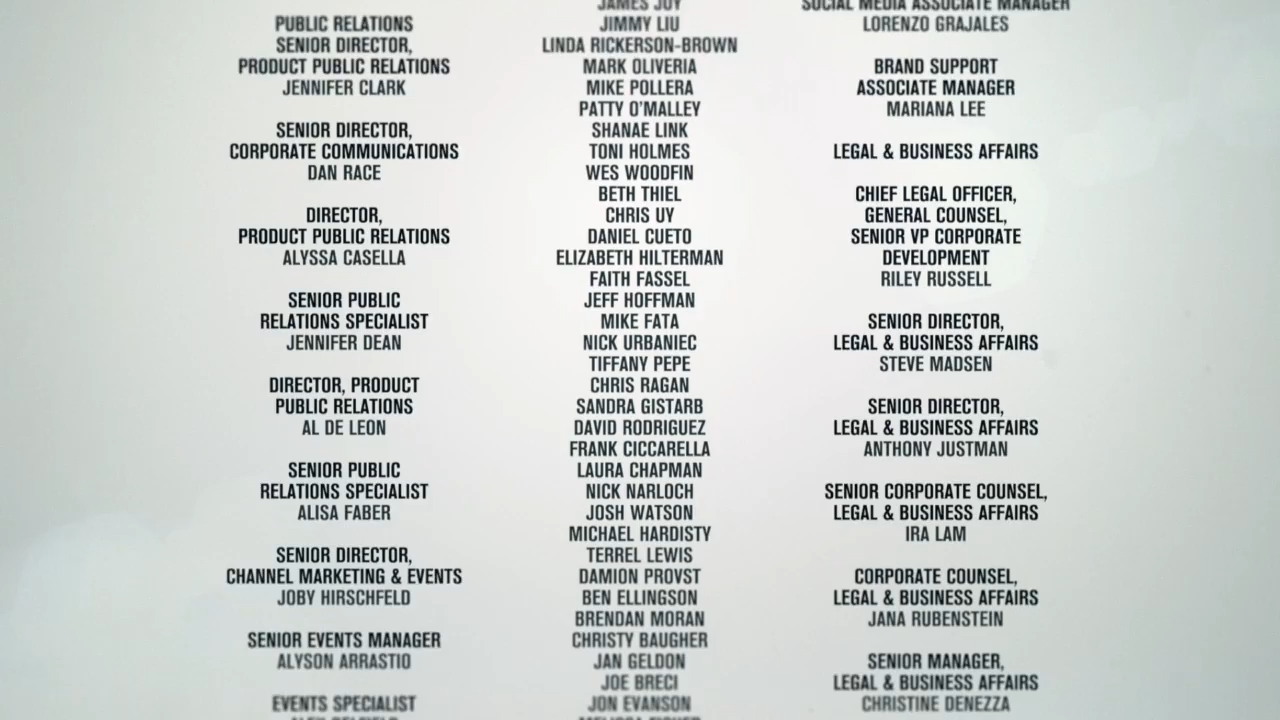 PUBLIC RELATIONS
SENIOR DIRECTOR,
PRODUCT PUBLIC RELATIONS
JENNIFER CLARK
SENIOR DIRECTOR,
CORPORATE COMMUNICATIONS
DAN RACE
DIRECTOR,
PRODUCT PUBLIC RELATIONS
ALYSSA CASELLA
SENIOR PUBLIC
RELATIONS SPECIALIST
JENNIFER DEAN
DIRECTOR, PRODUCT
PUBLIC RELATIONS
AL DE LEON
SENIOR PUBLIC
RELATIONS SPECIALIST
ALISA FABER
SENIOR DIRECTOR,
CHANNEL MARKETING & EVENTS
JOBY HIRSCHFELD
SENIOR EVENTS MANAGER
ALYSON ARRASTIO
EVENTS SPECIALIST
JAMES JOY
JIMMY LIU
LINDA RICKERSON-BROWN
MARK OLIVERIA
MIKE POLLERA
PATTY O'MALLEY
SHANAE LINK
TONI HOLMES
WES WOODFIN
BETH THIEL
CHRIS UY
DANIEL CUETO
ELIZABETH HILTERMAN
FAITH FASSEL
JEFF HOFFMAN
MIKE FATA
NICK URBANIEC
TIFFANY PEPE
CHRIS RAGAN
SANDRA GISTARB
DAVID RODRIGUEZ
FRANK CICCARELLA
LAURA CHAPMAN
NICK NARLOCH
JOSH WATSON
MICHAEL HARDISTY
TERREL LEWIS
DAMION PROVST
BEN ELLINGSON
BRENDAN MORAN
CHRISTY BAUGHER
JAN GELDON
JOE BRECI
JON EVANSON
SOCIAL MEDIA ASSOCIATE MANAGER
LORENZO GRAJALES
BRAND SUPPORT
ASSOCIATE MANAGER
MARIANA LEE
LEGAL & BUSINESS AFFAIRS
CHIEF LEGAL OFFICER,
GENERAL COUNSEL,
SENIOR VP CORPORATE
DEVELOPMENT
RILEY RUSSELL
SENIOR DIRECTOR,
LEGAL & BUSINESS AFFAIRS
STEVE MADSEN
SENIOR DIRECTOR,
LEGAL & BUSINESS AFFAIRS
ANTHONY JUSTMAN
SENIOR CORPORATE COUNSEL,
LEGAL & BUSINESS AFFAIRS
IRA LAM
CORPORATE COUNSEL,
LEGAL & BUSINESS AFFAIRS
JANA RUBENSTEIN
SENIOR MANAGER,
LEGAL & BUSINESS AFFAIRS
CHRISTINE DENEZZA